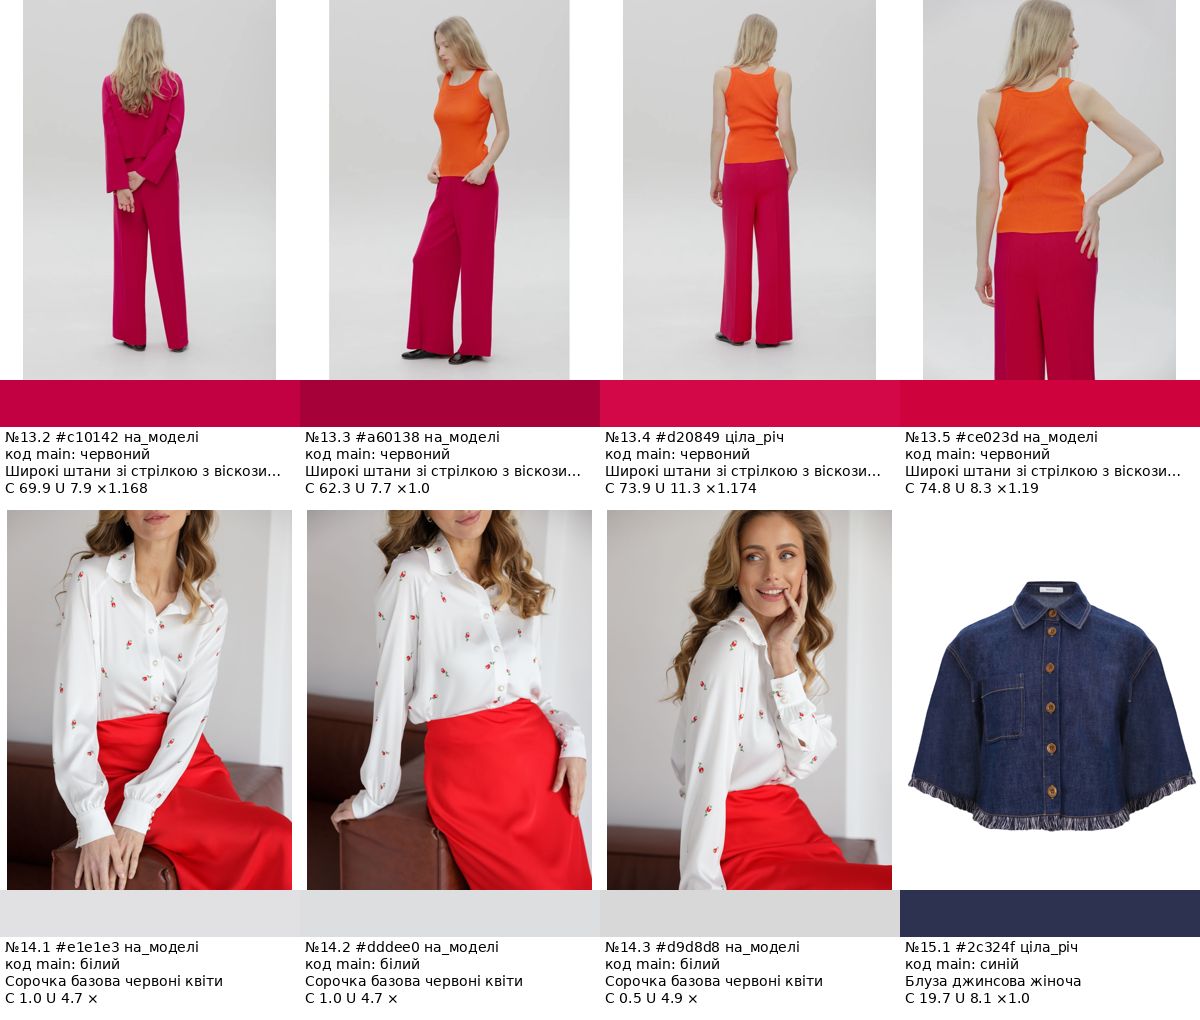 №13.2 #c10142 на_моделі
код main: червоний
Широкі штани зі стрілкою з віскози...
C 69.9 U 7.9 ×1.168
№13.3 #a60138 на_моделі
код main: червоний
Широкі штани зі стрілкою з віскози...
C 62.3 U 7.7 ×1.0
№13.4 #d20849 ціла_річ
код main: червоний
Широкі штани зі стрілкою з віскози...
C 73.9 U 11.3 ×1.174
№13.5 #ce023d на_моделі
код main: червоний
Широкі штани зі стрілкою з віскози...
C 74.8 U 8.3 ×1.19
№14.1 #e1e1e3 на_моделі
код main: білий
Сорочка базова червоні квіти
C 1.0 U 4.7 ×
№14.2 #dddee0 на_моделі
код main: білий
Сорочка базова червоні квіти
C 1.0 U 4.7 ×
№14.3 #d9d8d8 на_моделі
код main: білий
Сорочка базова червоні квіти
C 0.5 U 4.9 ×
№15.1 #2c324f ціла_річ
код main: синій
Блуза джинсова жіноча
C 19.7 U 8.1 ×1.0